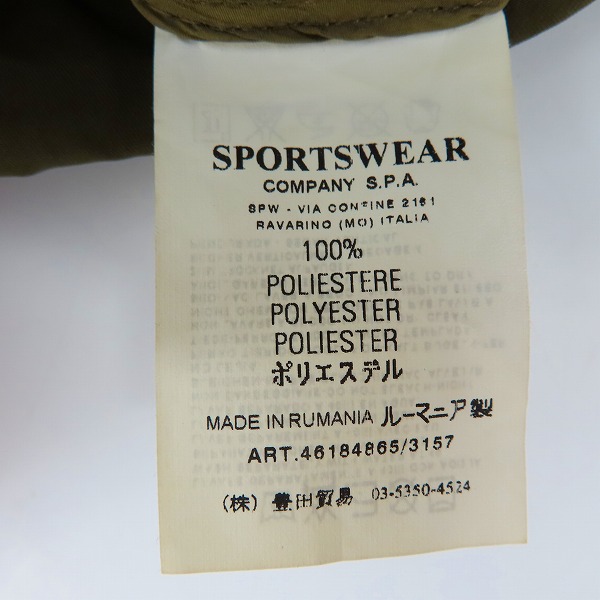 SPORTSWEAR
COMPANY S.P.A.
SPW - VIA CONFINE 2161
RAVARINO (MO) ITALIA
100%
POLIESTERE
POLYESTER
POLIESTER
ポリエステル
MADE IN RUMANIA ルーマニア製
ART.46184865/3157
(株) 豊田貿易 03-5350-4524